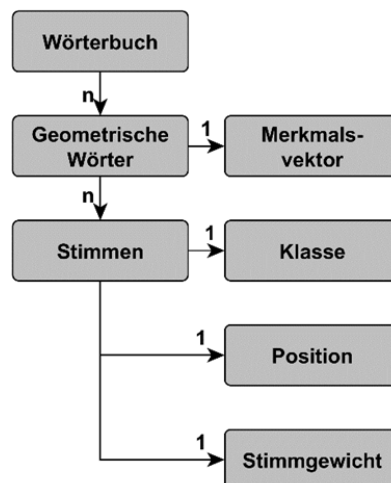 Wörterbuch
n
Geometrische
Wörter
1
Merkmals-
vektor
n
Stimmen
1
Klasse
1
Position
1
Stimmgewicht